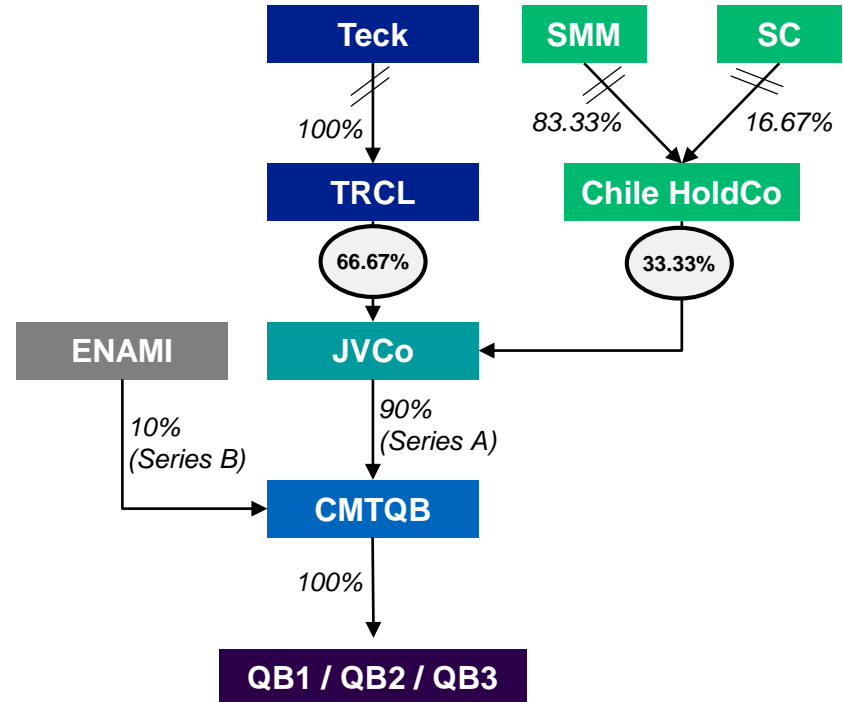 Teck
SMM
SC
100%
83.33%
16.67%
TRCL
Chile HoldCo
66.67%
33.33%
ENAMI
JVCo
10%
(Series B)
90%
(Series A)
CMTQB
100%
QB1 / QB2 / QB3